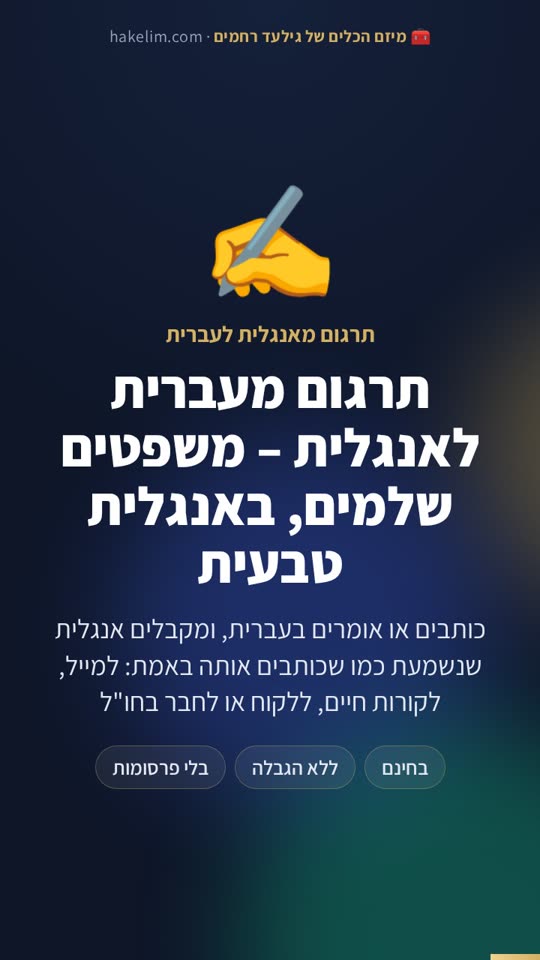 🧰 מיזם הכלים של גילעד רחמים · hakelim.com
תרגום מאנגלית לעברית
תרגום מעברית
לאנגלית – משפטים
שלמים, באנגלית
טבעית
כותבים או אומרים בעברית, ומקבלים אנגלית
שנשמעת כמו שכותבים אותה באמת: למייל,
לקורות חיים, ללקוח או לחבר בחו"ל
בחינם
ללא הגבלה
בלי פרסומות